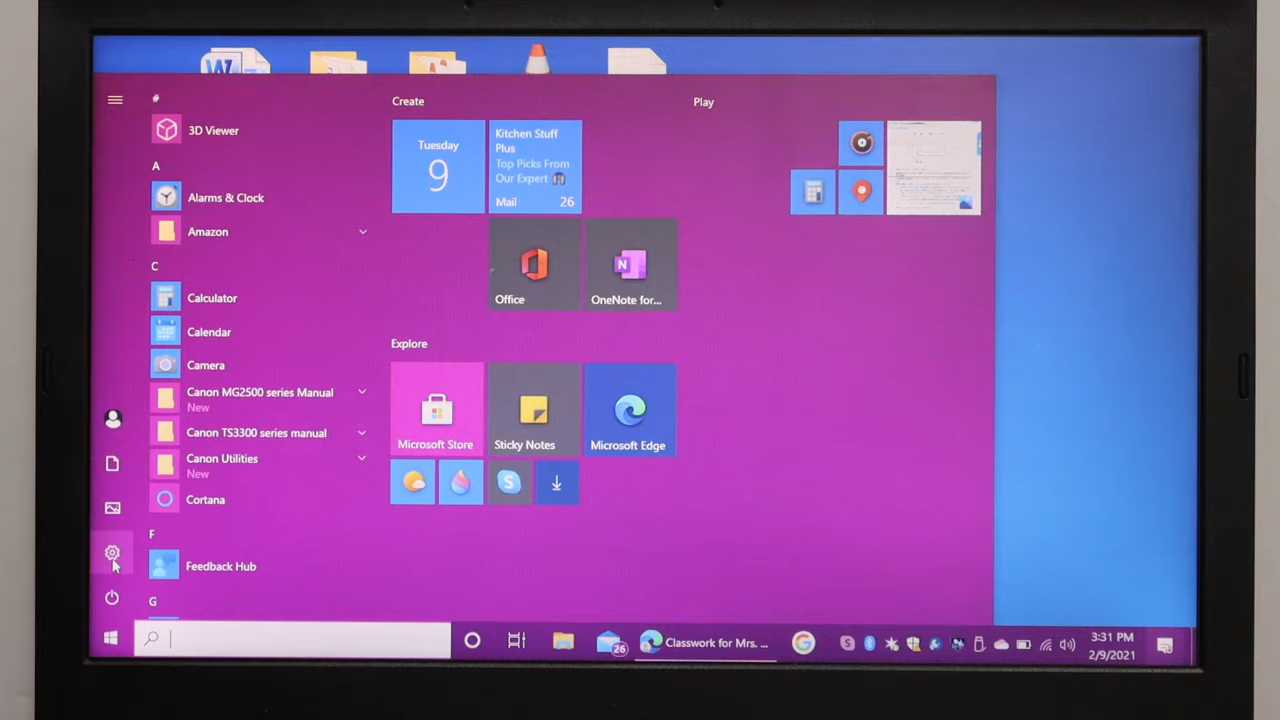 #
3D Viewer
A
Alarms & Clock
Amazon
C
Calculator
Calendar
Camera
Canon MG2500 series Manual
New
Canon TS3300 series manual
Canon Utilities
New
Cortana
F
Feedback Hub
G
Create
Tuesday
9
Kitchen Stuff
Plus
Top Picks From
Our Expert
Mail 26
Office
OneNote for...
Explore
Microsoft Store
Sticky Notes
Microsoft Edge
Play
26
Classwork for Mrs. ...
3:31 PM
2/9/2021